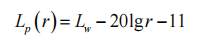 L_p(r) = L_w − 20lgr − 11